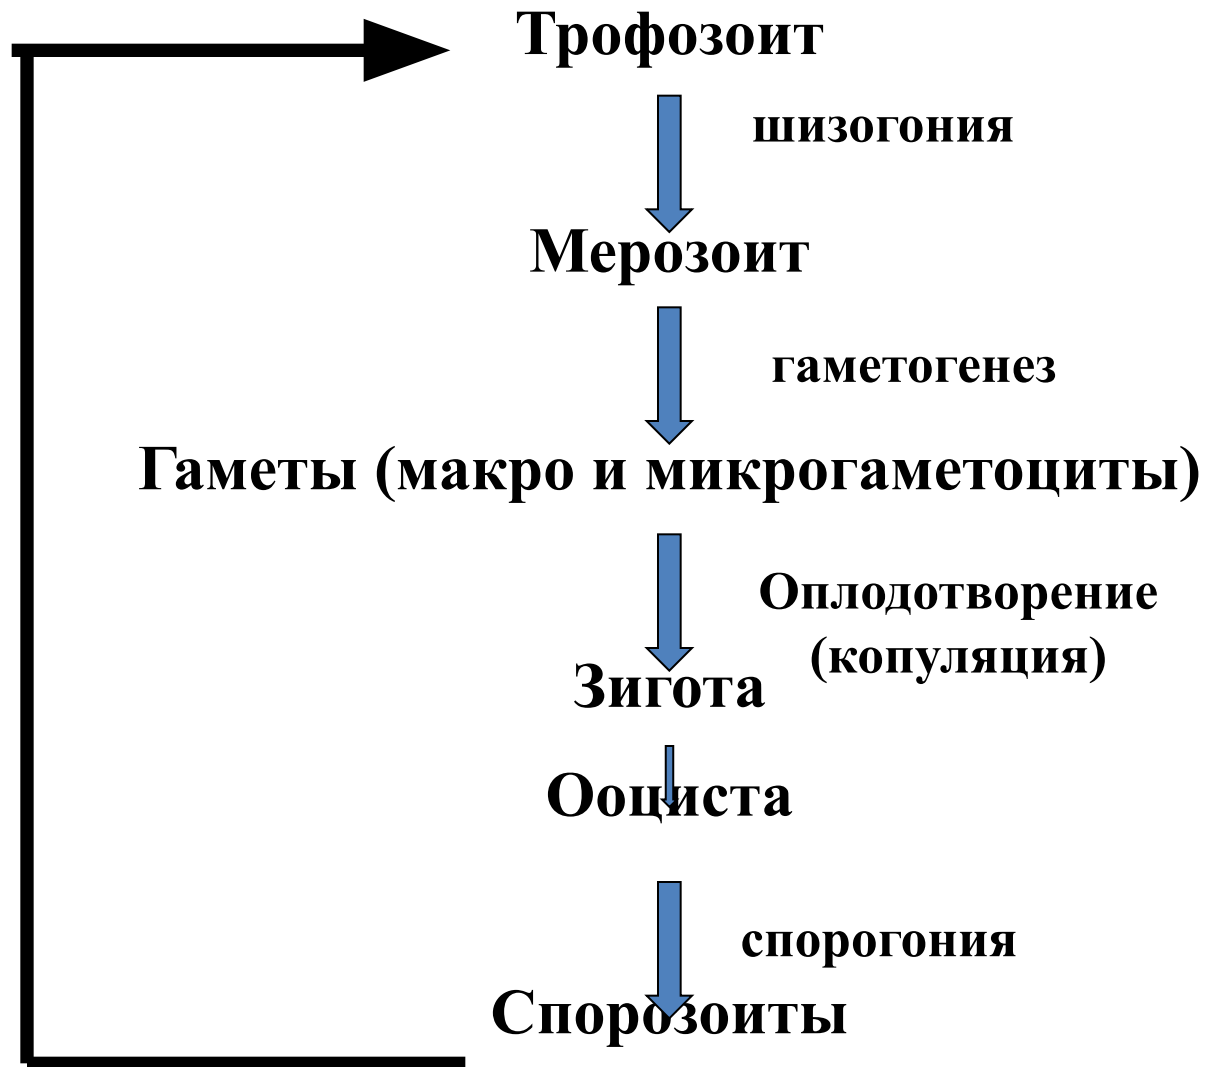 Трофозоит
шизогония
Мерозоит
гаметогенез
Гаметы (макро и микрогаметоциты)
Оплодотворение
(копуляция)
Зигота
Ооциста
спорогония
Спорозоиты